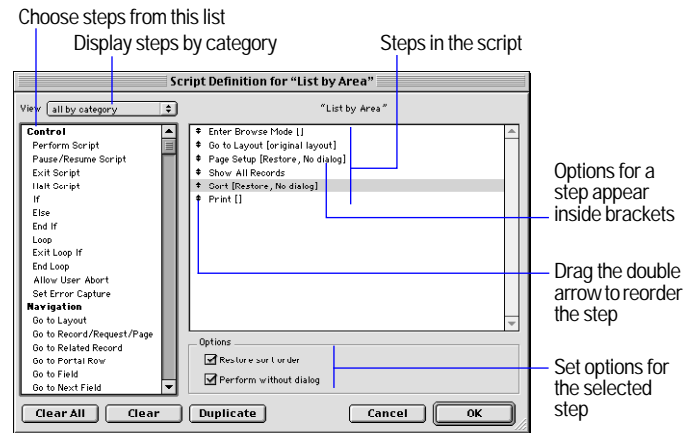 Choose steps from this list
Display steps by category
Steps in the script
Script Definition for “List by Area”
View all by category
“List by Area”
Control
Perform Script
Pause/Resume Script
Exit Script
Halt Script
If
Else
End If
Loop
Exit Loop If
End Loop
Allow User Abort
Set Error Capture
Navigation
Go to Layout
Go to Record/Request/Page
Go to Related Record
Go to Portal Row
Go to Field
Go to Next Field
Enter Browse Mode []
Go to Layout [original layout]
Page Setup [Restore, No dialog]
Show All Records
Sort [Restore, No dialog]
Print []
Options for a
step appear
inside brackets
Drag the double
arrow to reorder
the step
Options
Restore sort order
Perform without dialog
Set options for
the selected
step
Clear All
Clear
Duplicate
Cancel
OK